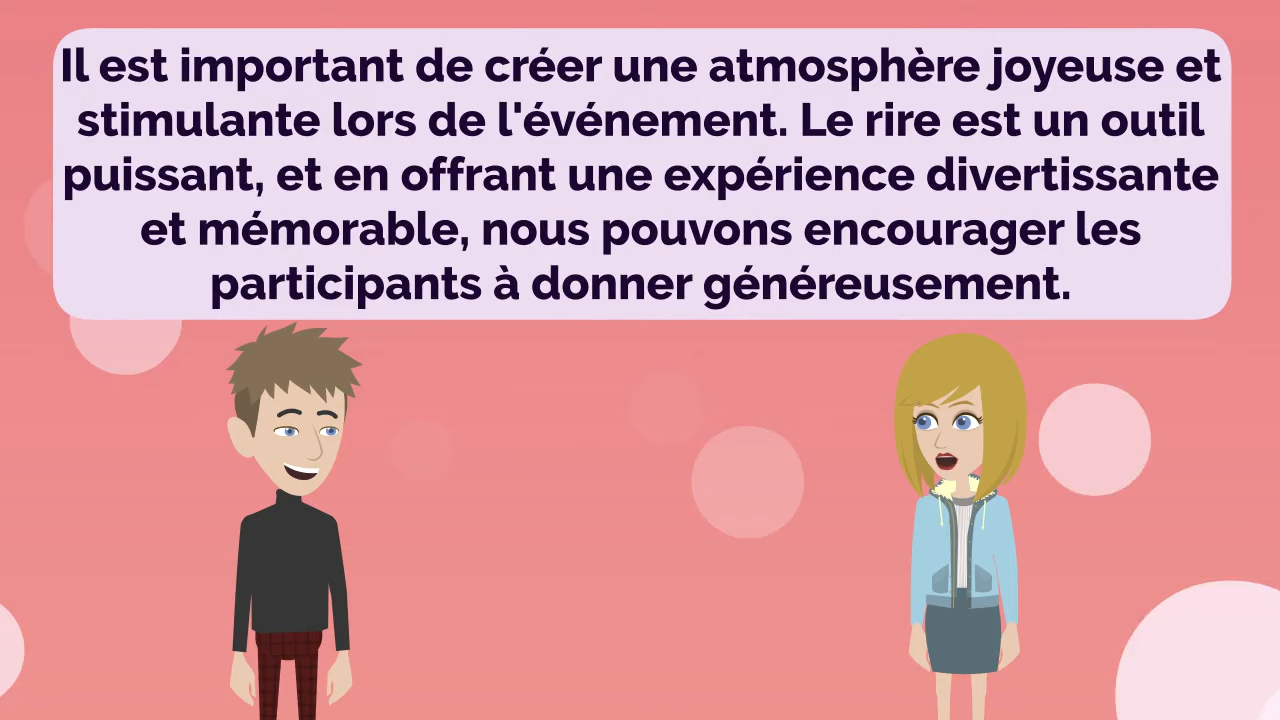 Il est important de créer une atmosphère joyeuse et
stimulante lors de l'événement. Le rire est un outil
puissant, et en offrant une expérience divertissante
et mémorable, nous pouvons encourager les
participants à donner généreusement.